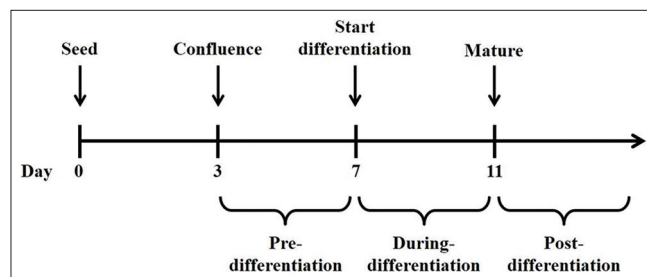 Seed
Confluence
Start
differentiation
Mature
Day 0 3 7 11
Pre-
differentiation
During-
differentiation
Post-
differentiation